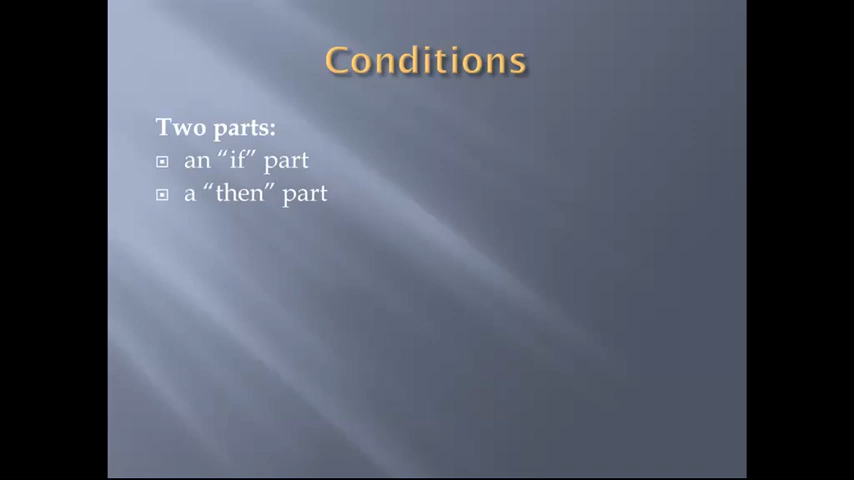 Conditions
Two parts:
an “if” part
a “then” part